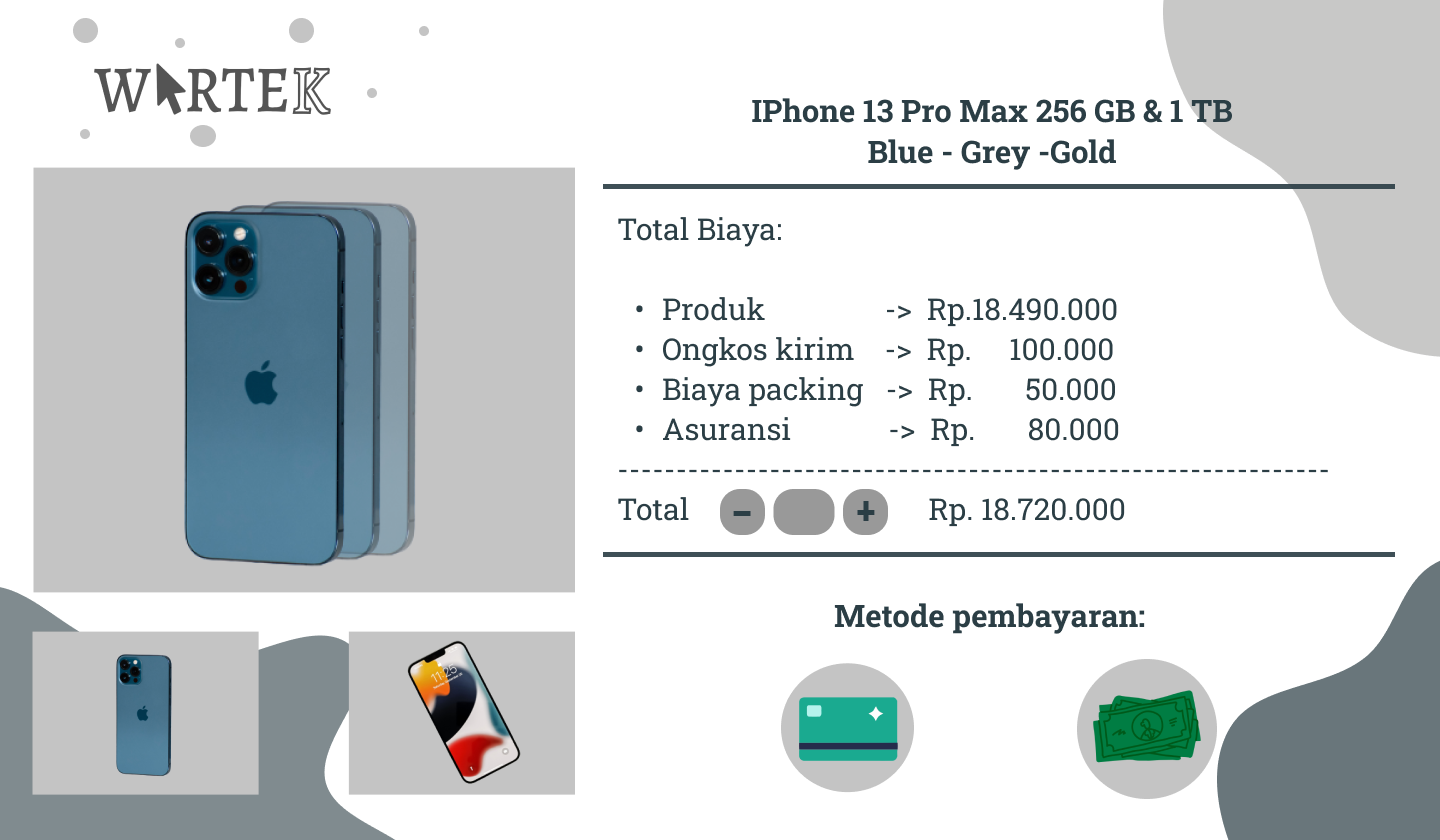 WARTEK
IPhone 13 Pro Max 256 GB & 1 TB
Blue - Grey -Gold
Total Biaya:
• Produk -> Rp.18.490.000
• Ongkos kirim -> Rp. 100.000
• Biaya packing -> Rp. 50.000
• Asuransi -> Rp. 80.000
-------------------------------------------------------------
Total - + Rp. 18.720.000
Metode pembayaran:
11:25